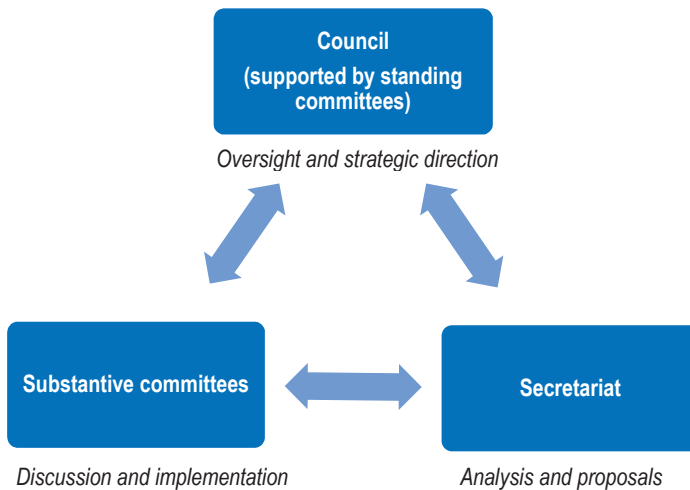 Council
(supported by standing
committees)
Oversight and strategic direction
Substantive committees
Secretariat
Discussion and implementation
Analysis and proposals